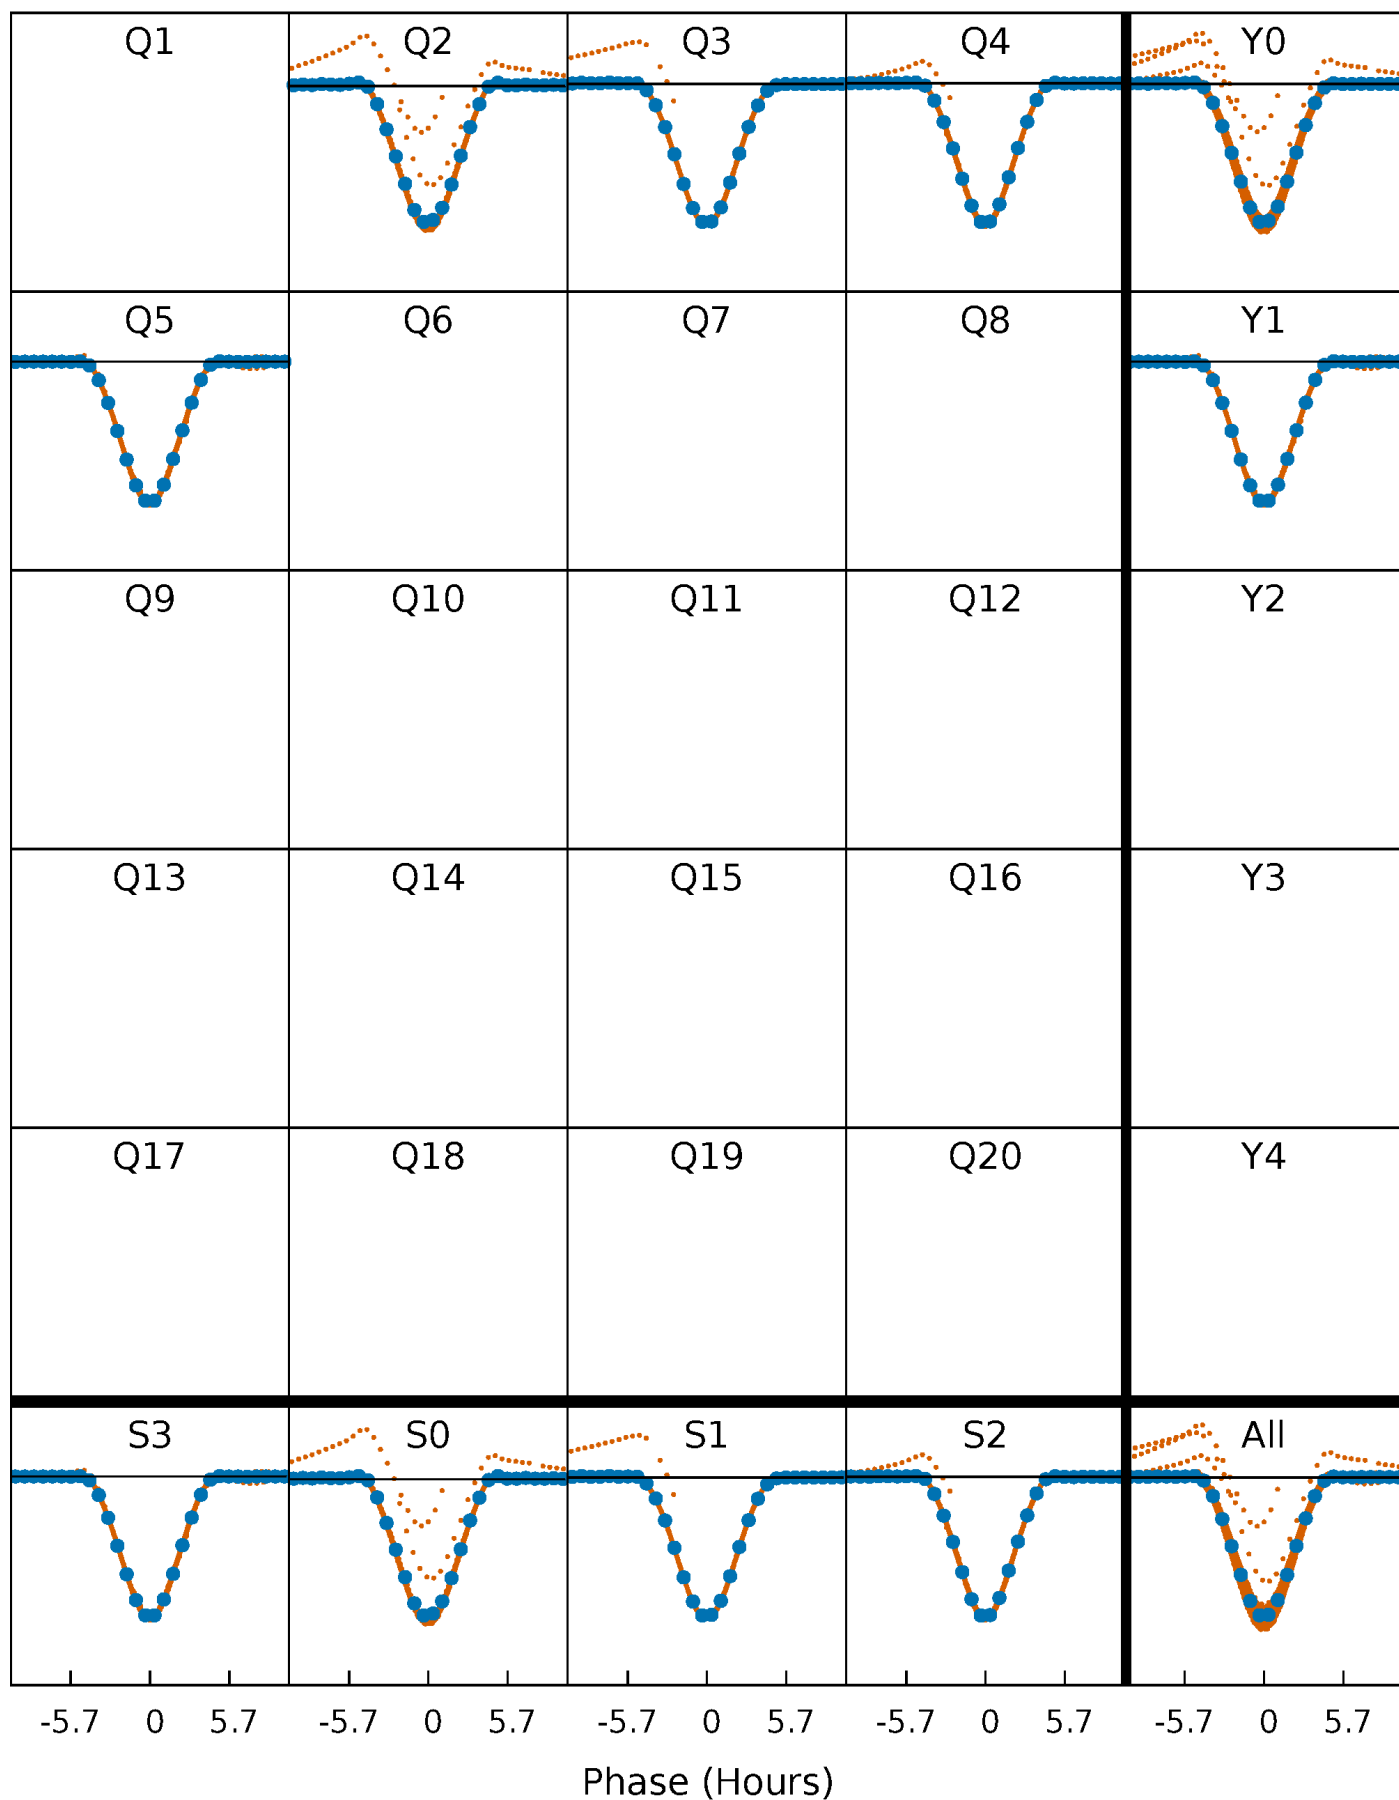 Q1 Q2 Q3 Q4 Y0
Q5 Q6 Q7 Q8 Y1
Q9 Q10 Q11 Q12 Y2
Q13 Q14 Q15 Q16 Y3
Q17 Q18 Q19 Q20 Y4
S3 S0 S1 S2 All
-5.7 0 5.7 -5.7 0 5.7 -5.7 0 5.7 -5.7 0 5.7 -5.7 0 5.7
Phase (Hours)